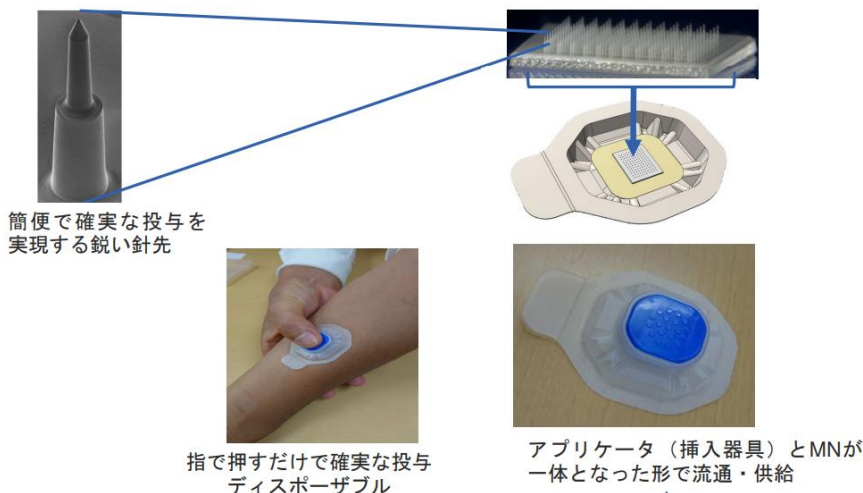 簡便で確実な投与を
実現する鋭い針先
指で押すだけで確実な投与
ディスポーザブル
アプリケータ（挿入器具）とMNが
一体となった形で流通・供給